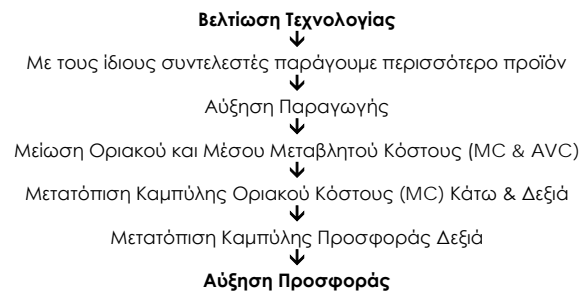 Βελτίωση Τεχνολογίας
Με τους ίδιους συντελεστές παράγουμε περισσότερο προϊόν
Αύξηση Παραγωγής
Μείωση Οριακού και Μέσου Μεταβλητού Κόστους (MC & AVC)
Μετατόπιση Καμπύλης Οριακού Κόστους (MC) Κάτω & Δεξιά
Μετατόπιση Καμπύλης Προσφοράς Δεξιά
Αύξηση Προσφοράς